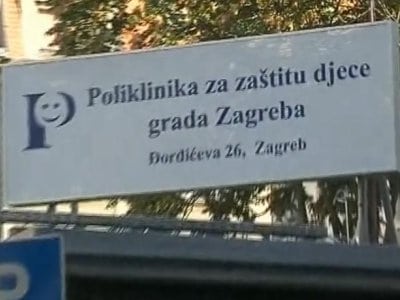 Poliklinika za zaštitu djece
grada Zagreba
Đorđićeva 26, Zagreb
P